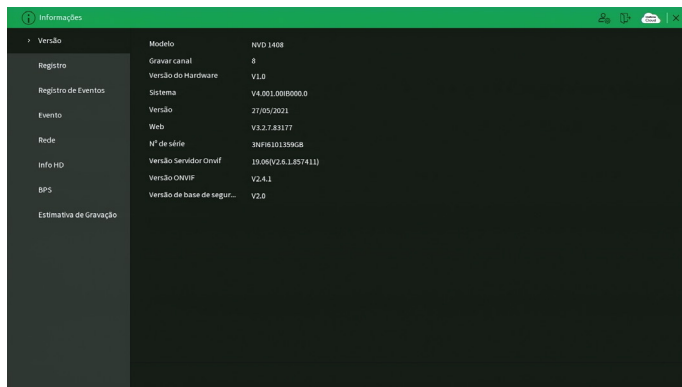 Informações
Versão
Registro
Registro de Eventos
Evento
Rede
Info HD
BPS
Estimativa de Gravação
Modelo NVD 1408
Gravar canal 8
Versão do Hardware V1.0
Sistema V4.001.00IB000.0
Versão 27/05/2021
Web V3.2.7.83177
N° de série 3NFI6101359GB
Versão Servidor Onvif 19.06(V2.6.1.857411)
Versão ONVIF V2.4.1
Versão de base de segur... V2.0